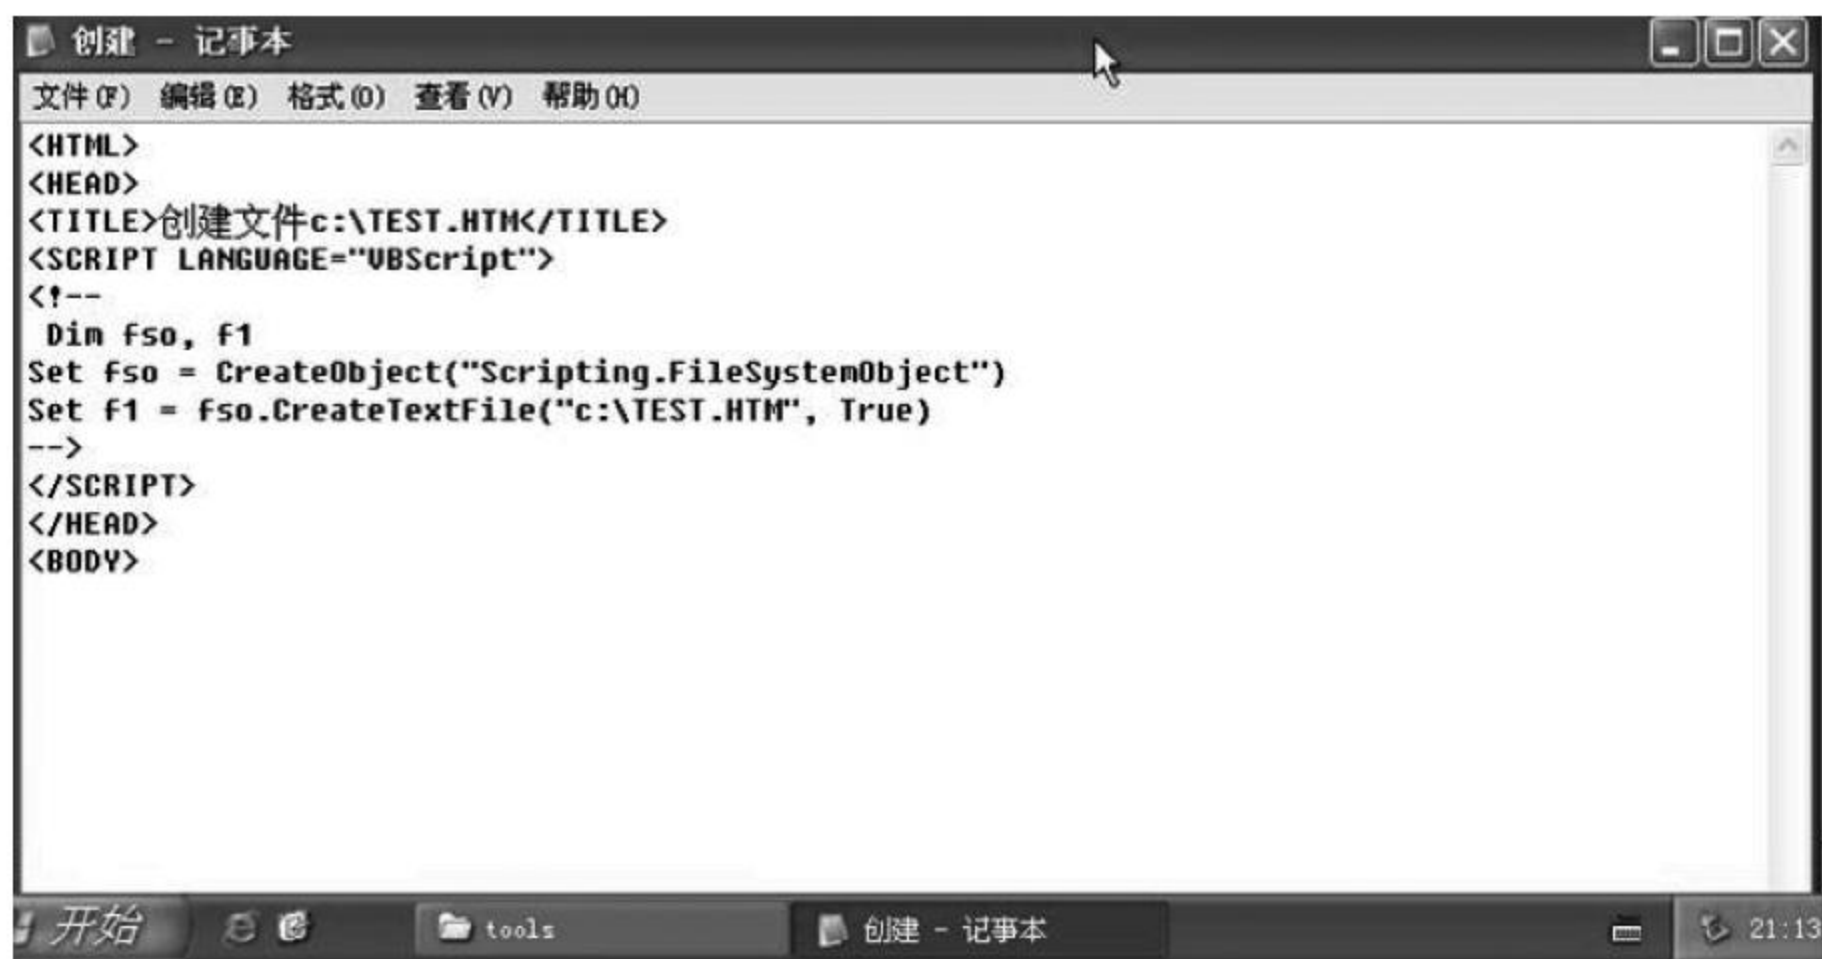 创建 - 记事本
文件(F) 编辑(E) 格式(O) 查看(V) 帮助(H)
<HTML>
<HEAD>
<TITLE>创建文件c:\TEST.HTM</TITLE>
<SCRIPT LANGUAGE="VBScript">
<!--
 Dim fso, f1
Set fso = CreateObject("Scripting.FileSystemObject")
Set f1 = fso.CreateTextFile("c:\TEST.HTM", True)
-->
</SCRIPT>
</HEAD>
<BODY>
开始 tools 创建 - 记事本 21:13